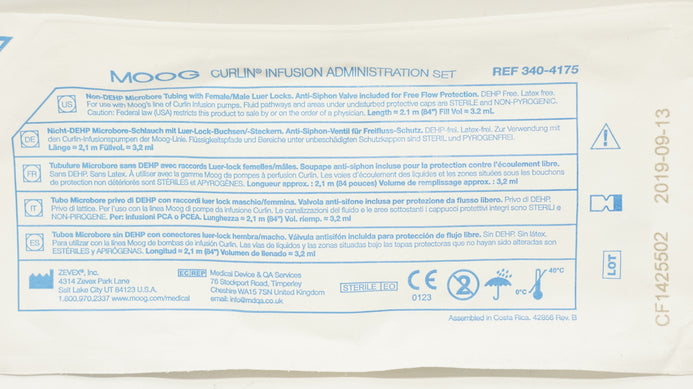 MOOG CURLIN® INFUSION ADMINISTRATION SET REF 340-4175
US
Non-DEHP Microbore Tubing with Female/Male Luer Locks. Anti-Siphon Valve included for Free Flow Protection. DEHP Free. Latex free.
For use with Moog's line of Curlin Infusion pumps. Fluid pathways and areas under undisturbed protective caps are STERILE and NON-PYROGENIC.
Caution: Federal law (USA) restricts this product to sale by or on the order of a physician. Length = 2.1 m (84") Fill Vol = 3.2 mL
DE
Nicht-DEHP Microbore-Schlauch mit Luer-Lock-Buchsen/-Steckern. Anti-Siphon-Ventil für Freifluss-Schutz. DEHP-frei. Latex-frei. Zur Verwendung mit
den Curlin-Infusionspumpen der Moog-Linie. Flüssigkeitspfade und Bereiche unter unbeschädigten Schutzkappen sind STERIL und PYROGENFREI.
Länge = 2,1 m Füllvol. = 3,2 ml
FR
Tubulure Microbore sans DEHP avec raccords Luer-lock femelles/mâles. Soupape anti-siphon incluse pour la protection contre l'écoulement libre.
Sans DEHP. Sans Latex. À utiliser avec la gamme Moog de pompes à perfusion Curlin. Les voies d'écoulement des liquides et les zones situées sous les bouchons
de protection non détériorés sont STÉRILES et APYROGÈNES. Longueur approx. : 2,1 m (84 pouces) Volume de remplissage approx. : 3,2 ml
IT
Tubo Microbore privo di DEHP con raccordi luer lock maschio/femmina. Valvola anti-sifone inclusa per protezione da flusso libero. Privo di DEHP.
Privo di lattice. Per l'uso con la linea Moog di pompe da infusione Curlin. Le canalizzazioni del fluido e le aree sottostanti i cappucci protettivi integri sono STERILI e
NON-PIROGENE. Per: infusioni PCA o PCEA. Lunghezza = 2,1 m (84") Vol. riemp. = 3,2 ml
ES
Tubos Microbore sin DEHP con conectores luer-lock hembra/macho. Válvula antisifón incluida para protección de flujo libre. Sin DEHP. Sin látex.
Para utilizar con la línea Moog de bombas de infusión Curlin. Las vías de líquidos y las zonas situadas bajo las tapas protectoras que no hayan sido alteradas son
ESTÉRILES y APIRÓGENAS. Longitud = 2,1 m (84") Volumen de llenado = 3,2 ml
ZEVEX®, Inc.
4314 Zevex Park Lane
Salt Lake City UT 84123 U.S.A.
1.800.970.2337 www.moog.com/medical
EC REP
Medical Device & QA Services
76 Stockport Road, Timperley
Cheshire WA15 7SN United Kingdom
email: info@mdqa.co.uk
STERILE EO
CE
0123
2
0°C
40°C
Assembled in Costa Rica. 42856 Rev. B
LOT
CF1425502 2019-09-13